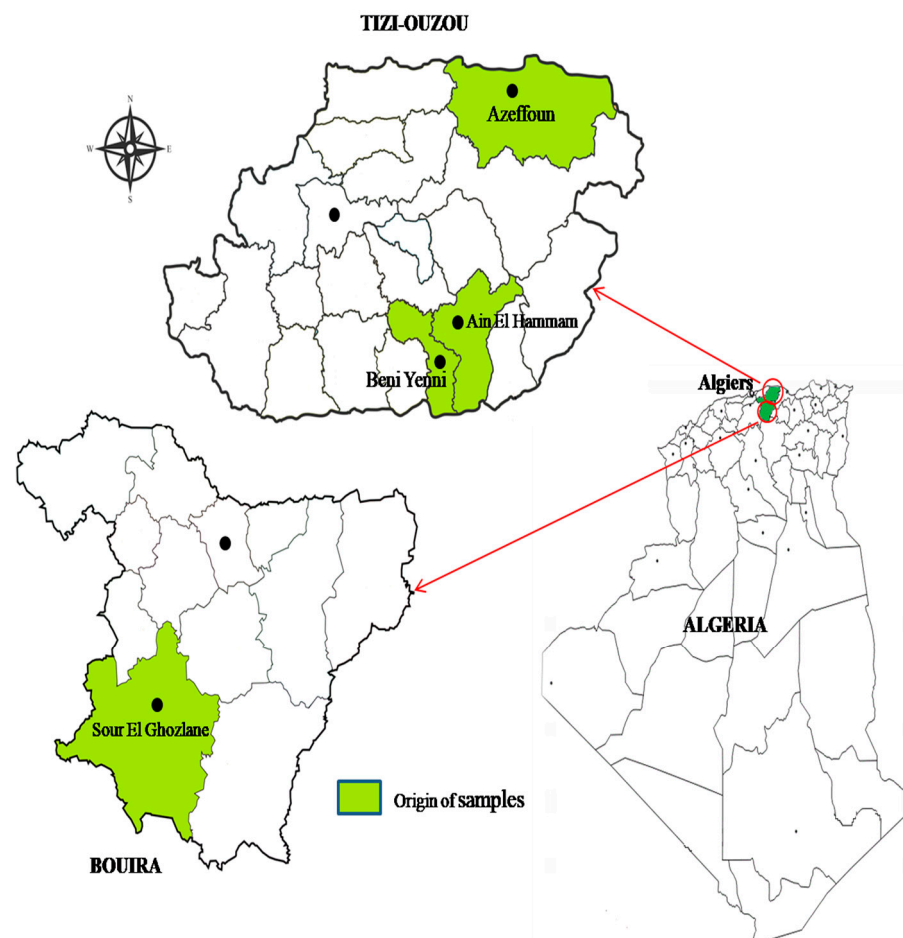 TIZI-OUZOU
N
W
E
S
Azeffoun
Ain El Hammam
Beni Yenni
Algiers
ALGERIA
Sour El Ghozlane
Origin of samples
BOUIRA